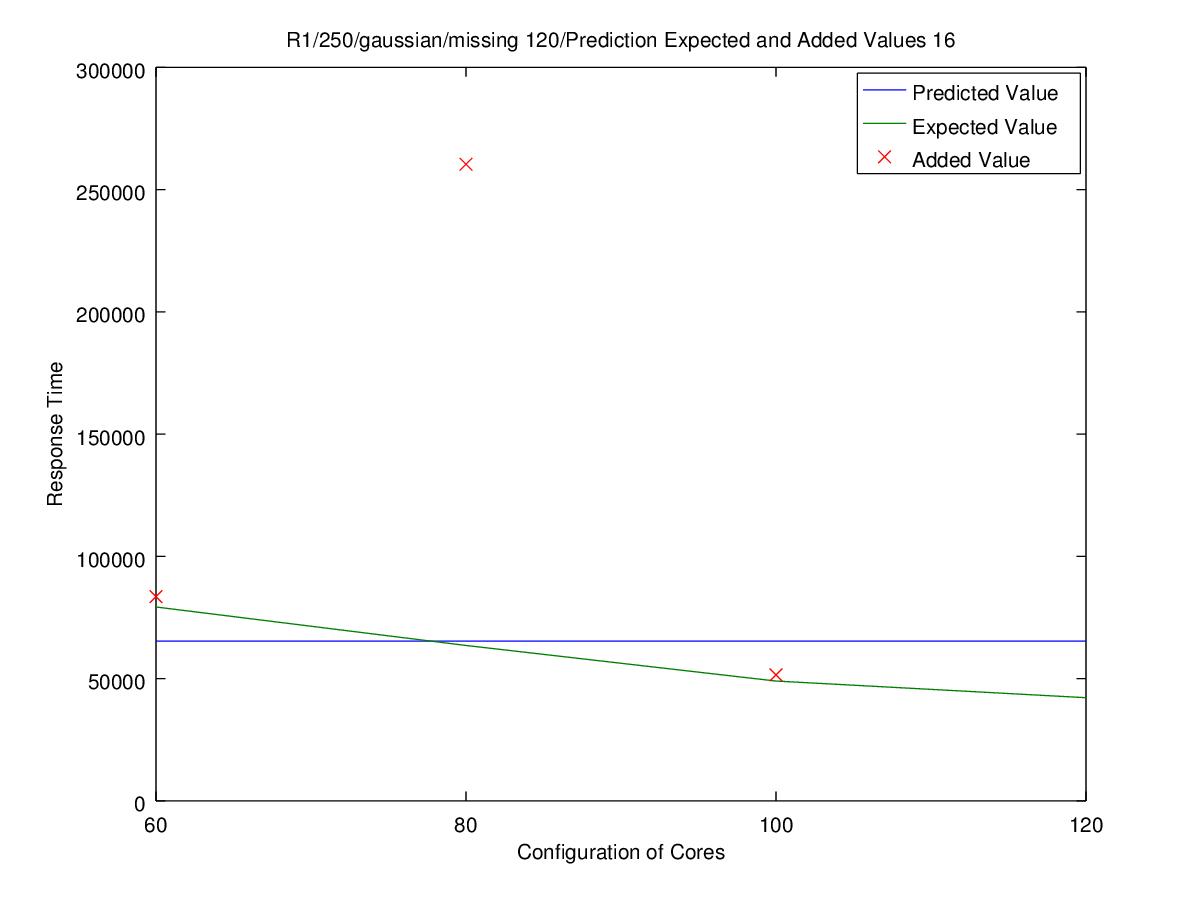 R1/250/gaussian/missing 120/Prediction Expected and Added Values 16
300000
250000
200000
150000
100000
50000
0
60
80
100
120
Response Time
Configuration of Cores
Predicted Value
Expected Value
Added Value